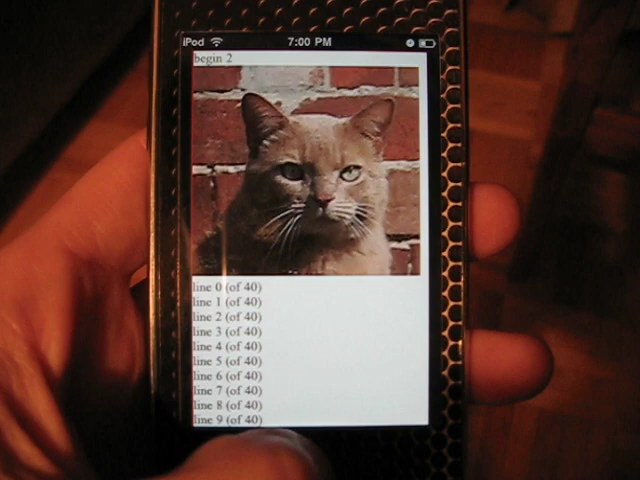 iPod 7:00 PM
begin 2
line 0 (of 40)
line 1 (of 40)
line 2 (of 40)
line 3 (of 40)
line 4 (of 40)
line 5 (of 40)
line 6 (of 40)
line 7 (of 40)
line 8 (of 40)
line 9 (of 40)